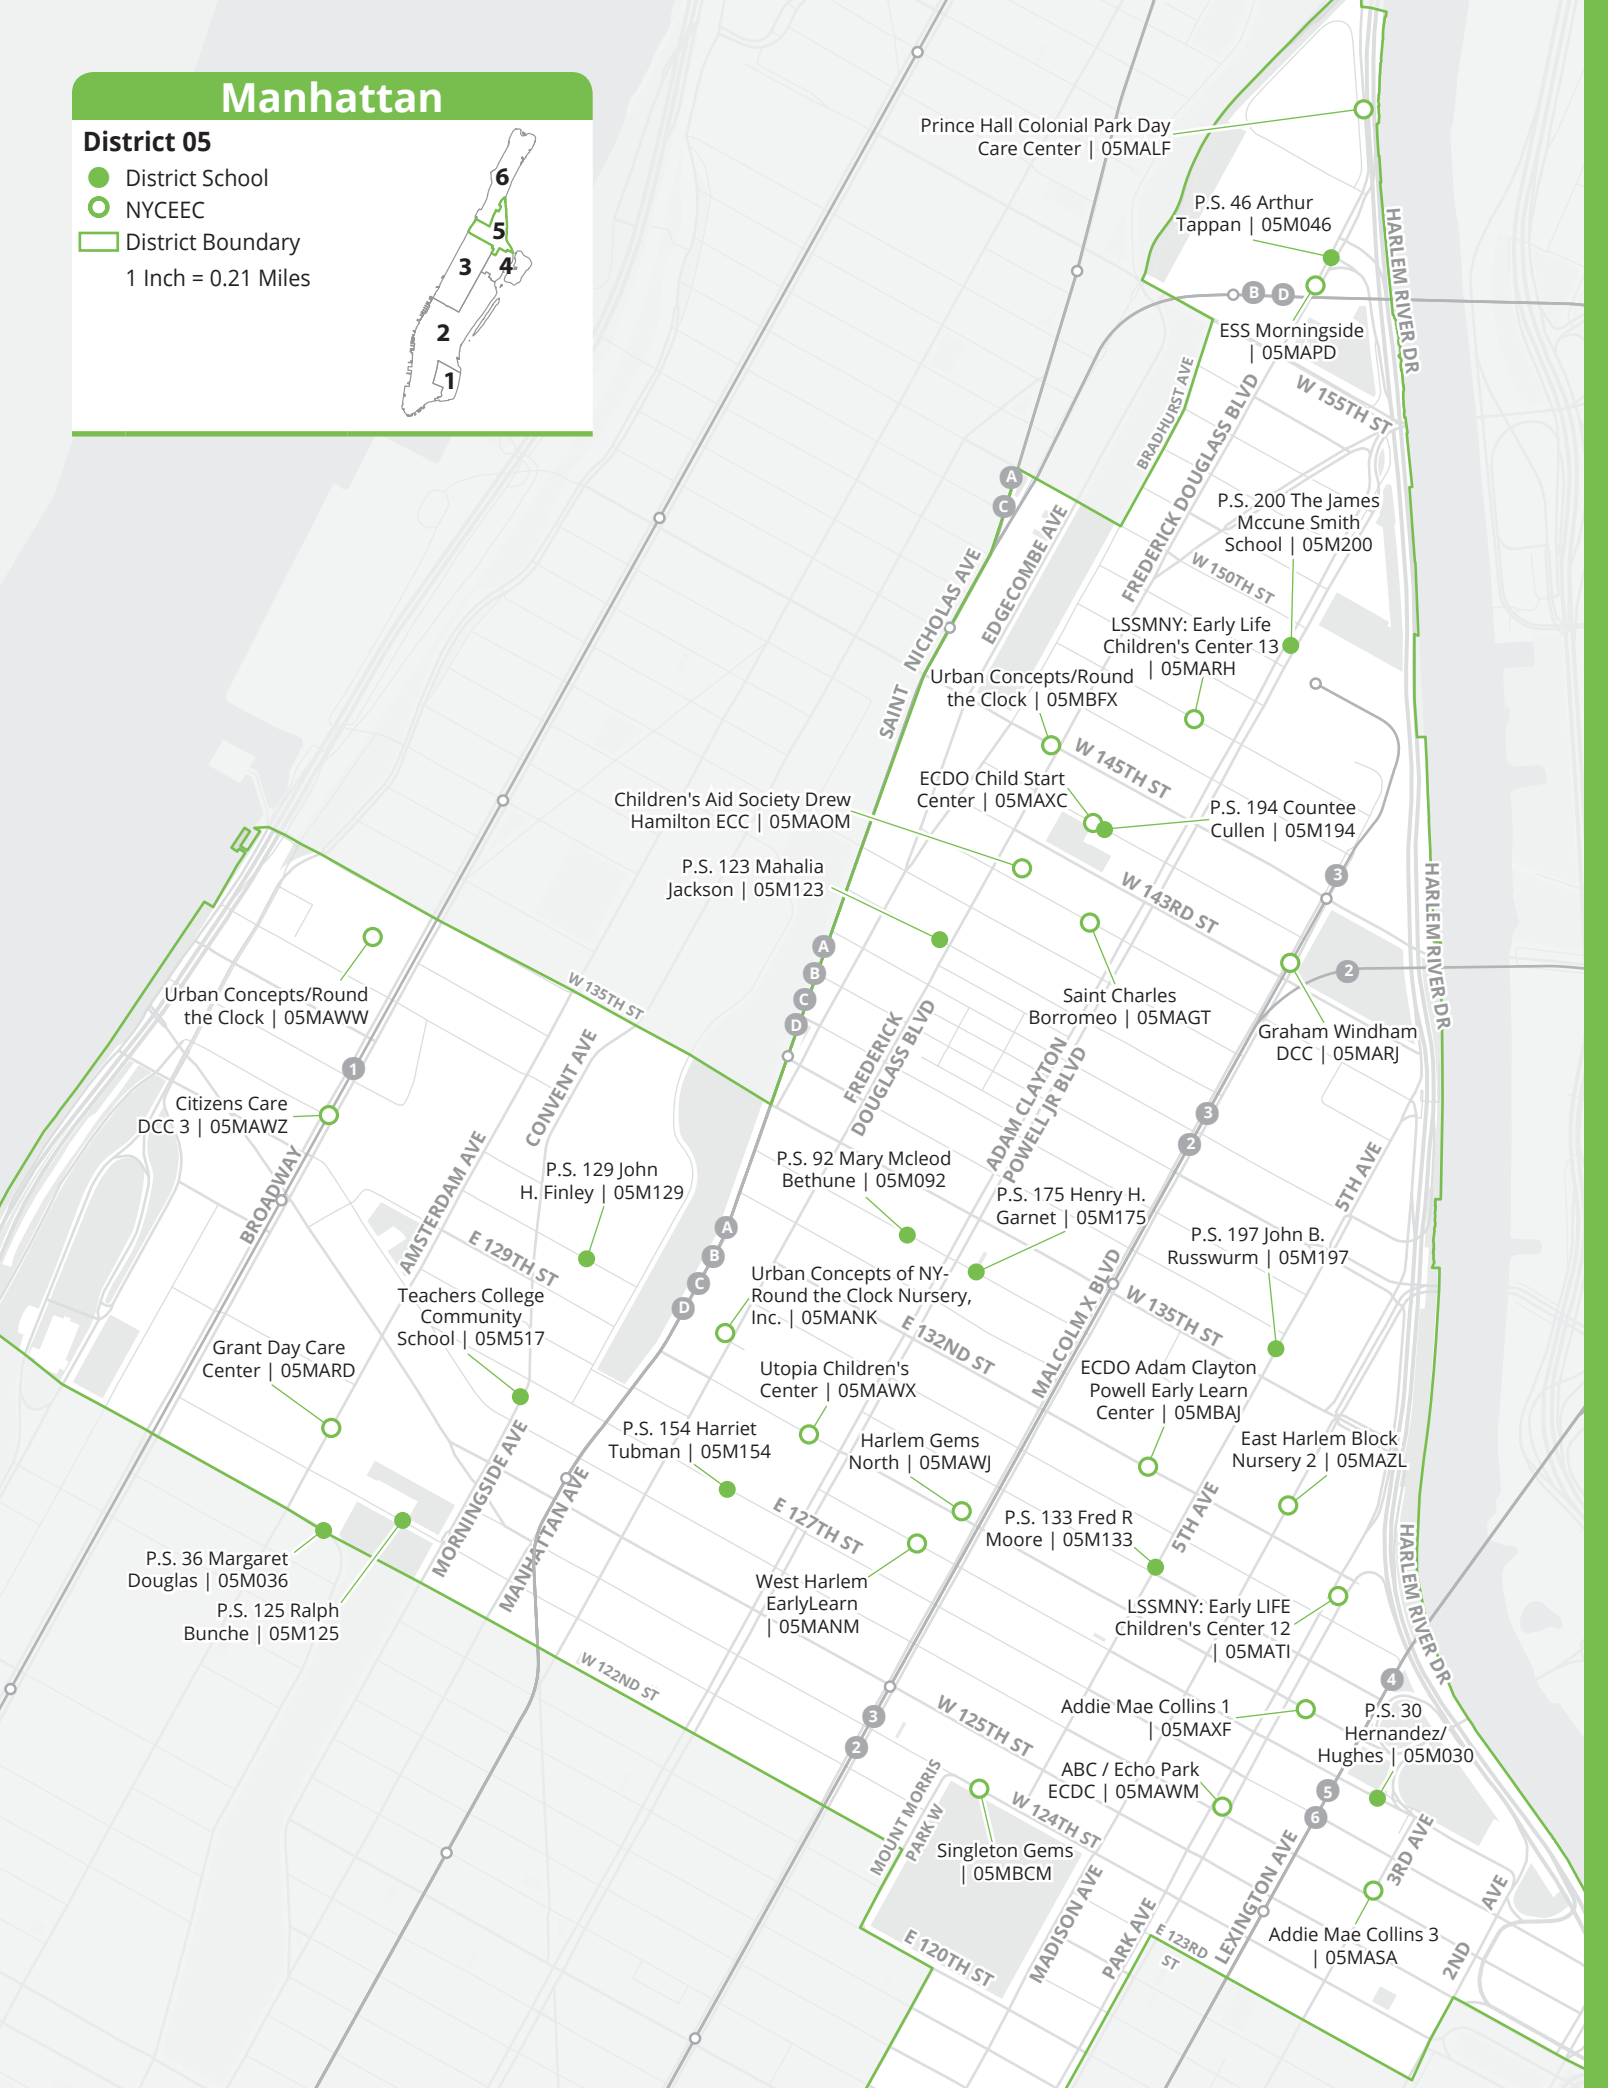 Manhattan
District 05
District School
NYCEEC
District Boundary
1 Inch = 0.21 Miles
6
5
4
3
2
1
Prince Hall Colonial Park Day
Care Center | 05MALF
P.S. 46 Arthur
Tappan | 05M046
HARLEM RIVER DR
B
D
ESS Morningside
| 05MAPD
W 155TH ST
BRADHURST AVE
FREDERICK DOUGLASS BLVD
A
C
EDGECOMBE AVE
P.S. 200 The James
Mccune Smith
School | 05M200
W 150TH ST
SAINT NICHOLAS AVE
LSSMNY: Early Life
Children's Center 13
| 05MARH
Urban Concepts/Round
the Clock | 05MBFX
W 145TH ST
ECDO Child Start
Center | 05MAXC
Children's Aid Society Drew
Hamilton ECC | 05MAOM
P.S. 194 Countee
Cullen | 05M194
P.S. 123 Mahalia
Jackson | 05M123
3
W 143RD ST
HARLEM RIVER DR
A
B
C
D
2
Urban Concepts/Round
the Clock | 05MAWW
W 135TH ST
Saint Charles
Borromeo | 05MAGT
Graham Windham
DCC | 05MARJ
FREDERICK
DOUGLASS BLVD
ADAM CLAYTON
POWELL JR BLVD
1
CONVENT AVE
Citizens Care
DCC 3 | 05MAWZ
3
2
BROADWAY
AMSTERDAM AVE
P.S. 129 John
H. Finley | 05M129
P.S. 92 Mary Mcleod
Bethune | 05M092
P.S. 175 Henry H.
Garnet | 05M175
5TH AVE
P.S. 197 John B.
Russwurm | 05M197
E 129TH ST
A
B
C
D
Urban Concepts of NY-
Round the Clock Nursery,
Inc. | 05MANK
Teachers College
Community
School | 05M517
E 132ND ST
W 135TH ST
MALCOLM X BLVD
Grant Day Care
Center | 05MARD
Utopia Children's
Center | 05MAWX
ECDO Adam Clayton
Powell Early Learn
Center | 05MBAJ
P.S. 154 Harriet
Tubman | 05M154
Harlem Gems
North | 05MAWJ
East Harlem Block
Nursery 2 | 05MAZL
MORNINGSIDE AVE
MANHATTAN AVE
E 127TH ST
P.S. 133 Fred R
Moore | 05M133
5TH AVE
HARLEM RIVER DR
P.S. 36 Margaret
Douglas | 05M036
P.S. 125 Ralph
Bunche | 05M125
West Harlem
EarlyLearn
| 05MANM
LSSMNY: Early LIFE
Children's Center 12
| 05MATI
W 122ND ST
4
3
2
W 125TH ST
Addie Mae Collins 1
| 05MAXF
P.S. 30
Hernandez/
Hughes | 05M030
ABC / Echo Park
ECDC | 05MAWM
5
6
MOUNT MORRIS
PARK W
W 124TH ST
Singleton Gems
| 05MBCM
3RD AVE
MADISON AVE
PARK AVE
LEXINGTON AVE
2ND AVE
E 120TH ST
E 123RD
ST
Addie Mae Collins 3
| 05MASA